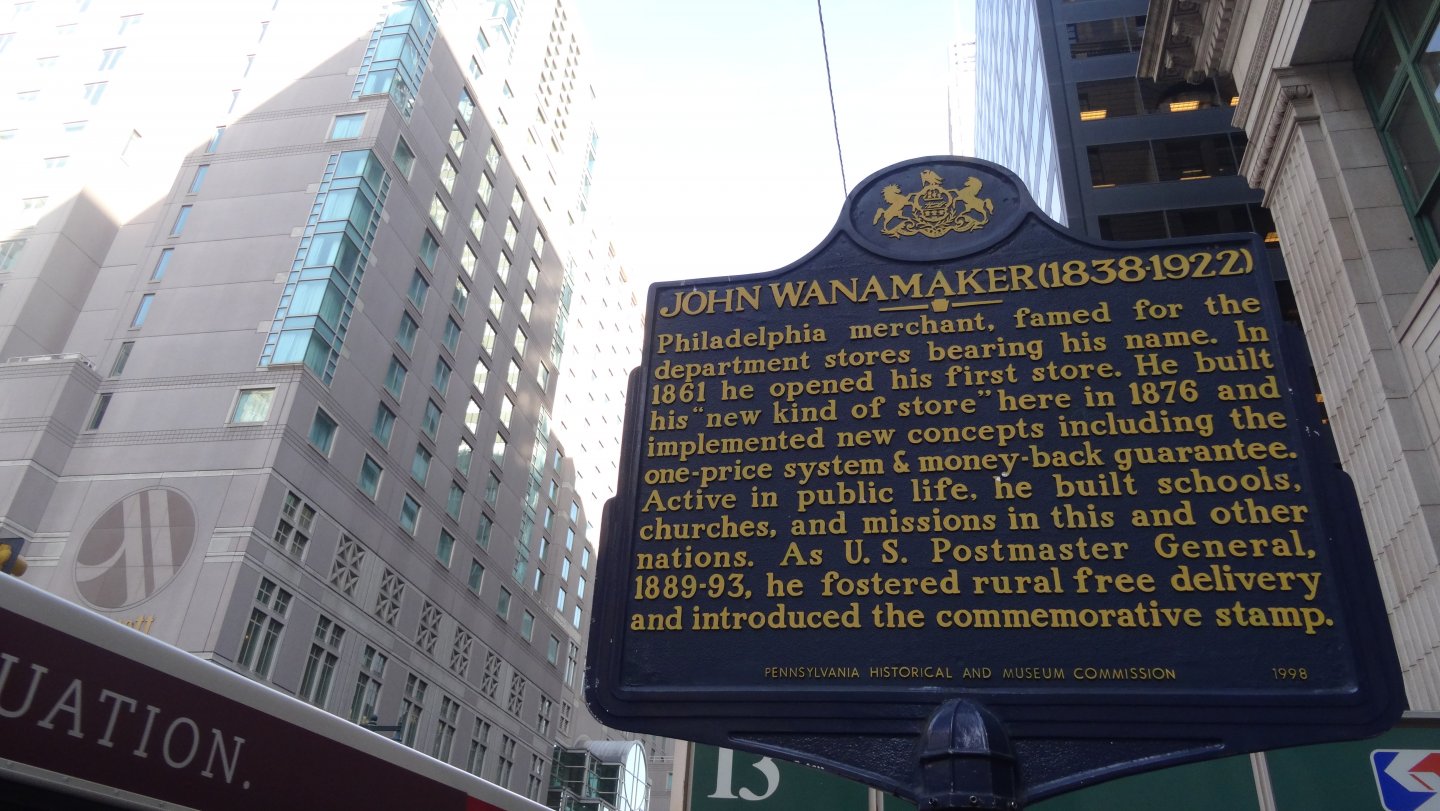 JOHN WANAMAKER (1838-1922)
Philadelphia merchant, famed for the
department stores bearing his name. In
1861 he opened his first store. He built
his "new kind of store" here in 1876 and
implemented new concepts including the
one-price system & money-back guarantee.
Active in public life, he built schools,
churches, and missions in this and other
nations. As U.S. Postmaster General,
1889-93, he fostered rural free delivery
and introduced the commemorative stamp.
PENNSYLVANIA HISTORICAL AND MUSEUM COMMISSION 1998
UATION.
13